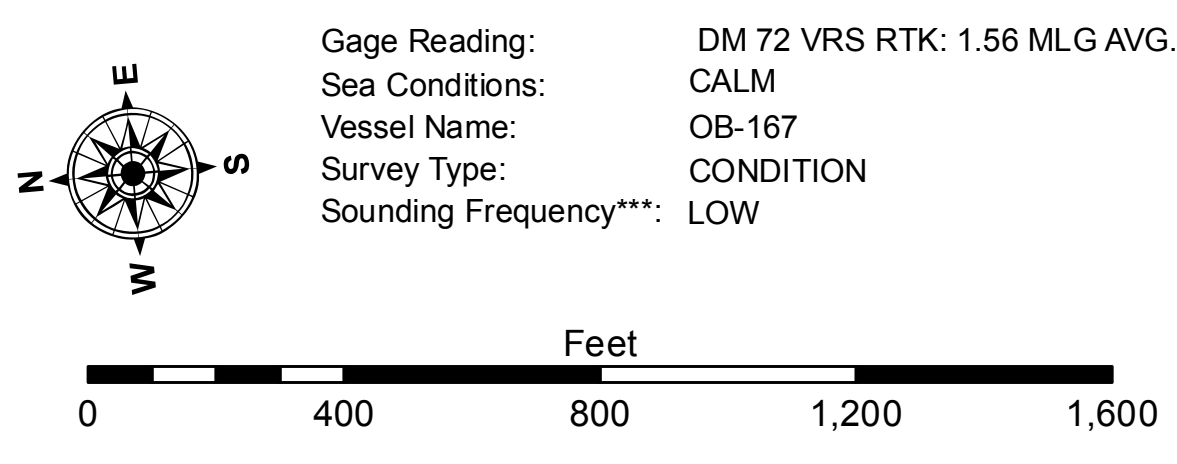 E
N
S
W
Gage Reading: DM 72 VRS RTK: 1.56 MLG AVG.
Sea Conditions: CALM
Vessel Name: OB-167
Survey Type: CONDITION
Sounding Frequency***: LOW
Feet
0 400 800 1,200 1,600